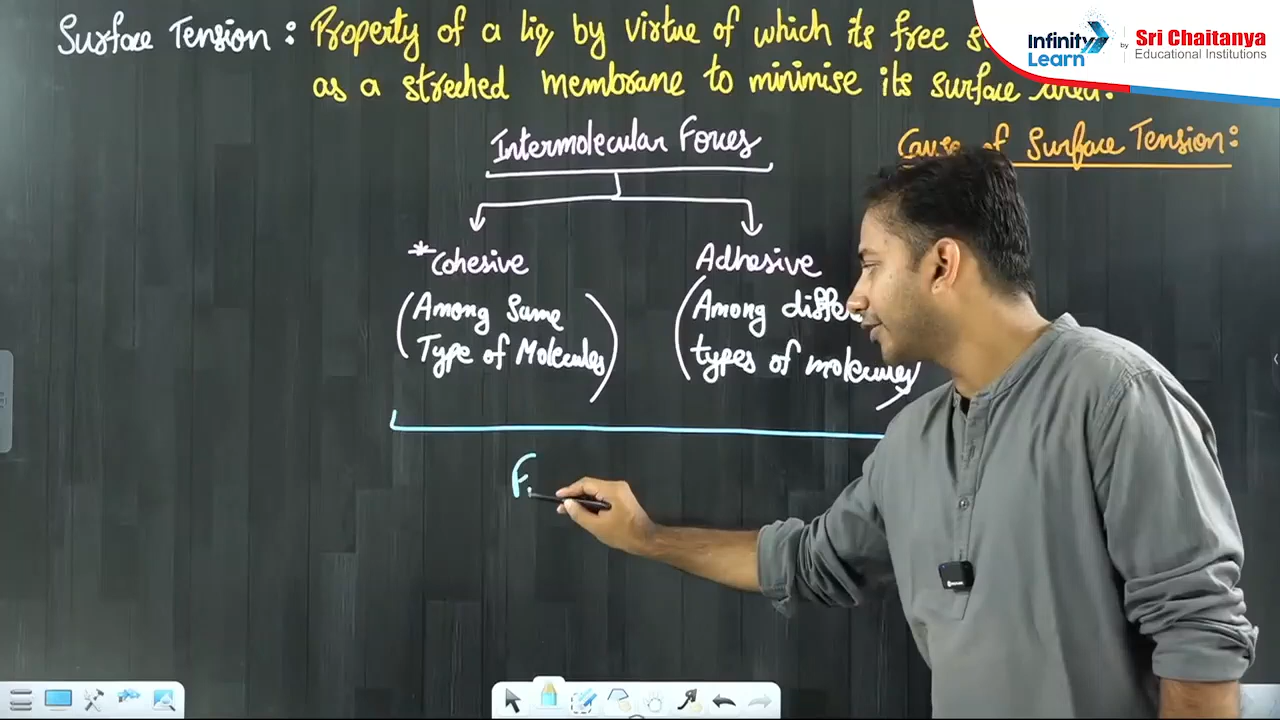 Surface Tension : Property of a liq by virtue of which its free
as a streched membrane to minimise its surface area.
Infinity Learn by Sri Chaitanya
Educational Institutions
Intermolecular Forces
Cause of Surface Tension:
*Cohesive
Adhesive
(Among Same
Type of Molecules)
(Among differe
types of molecules)
F.